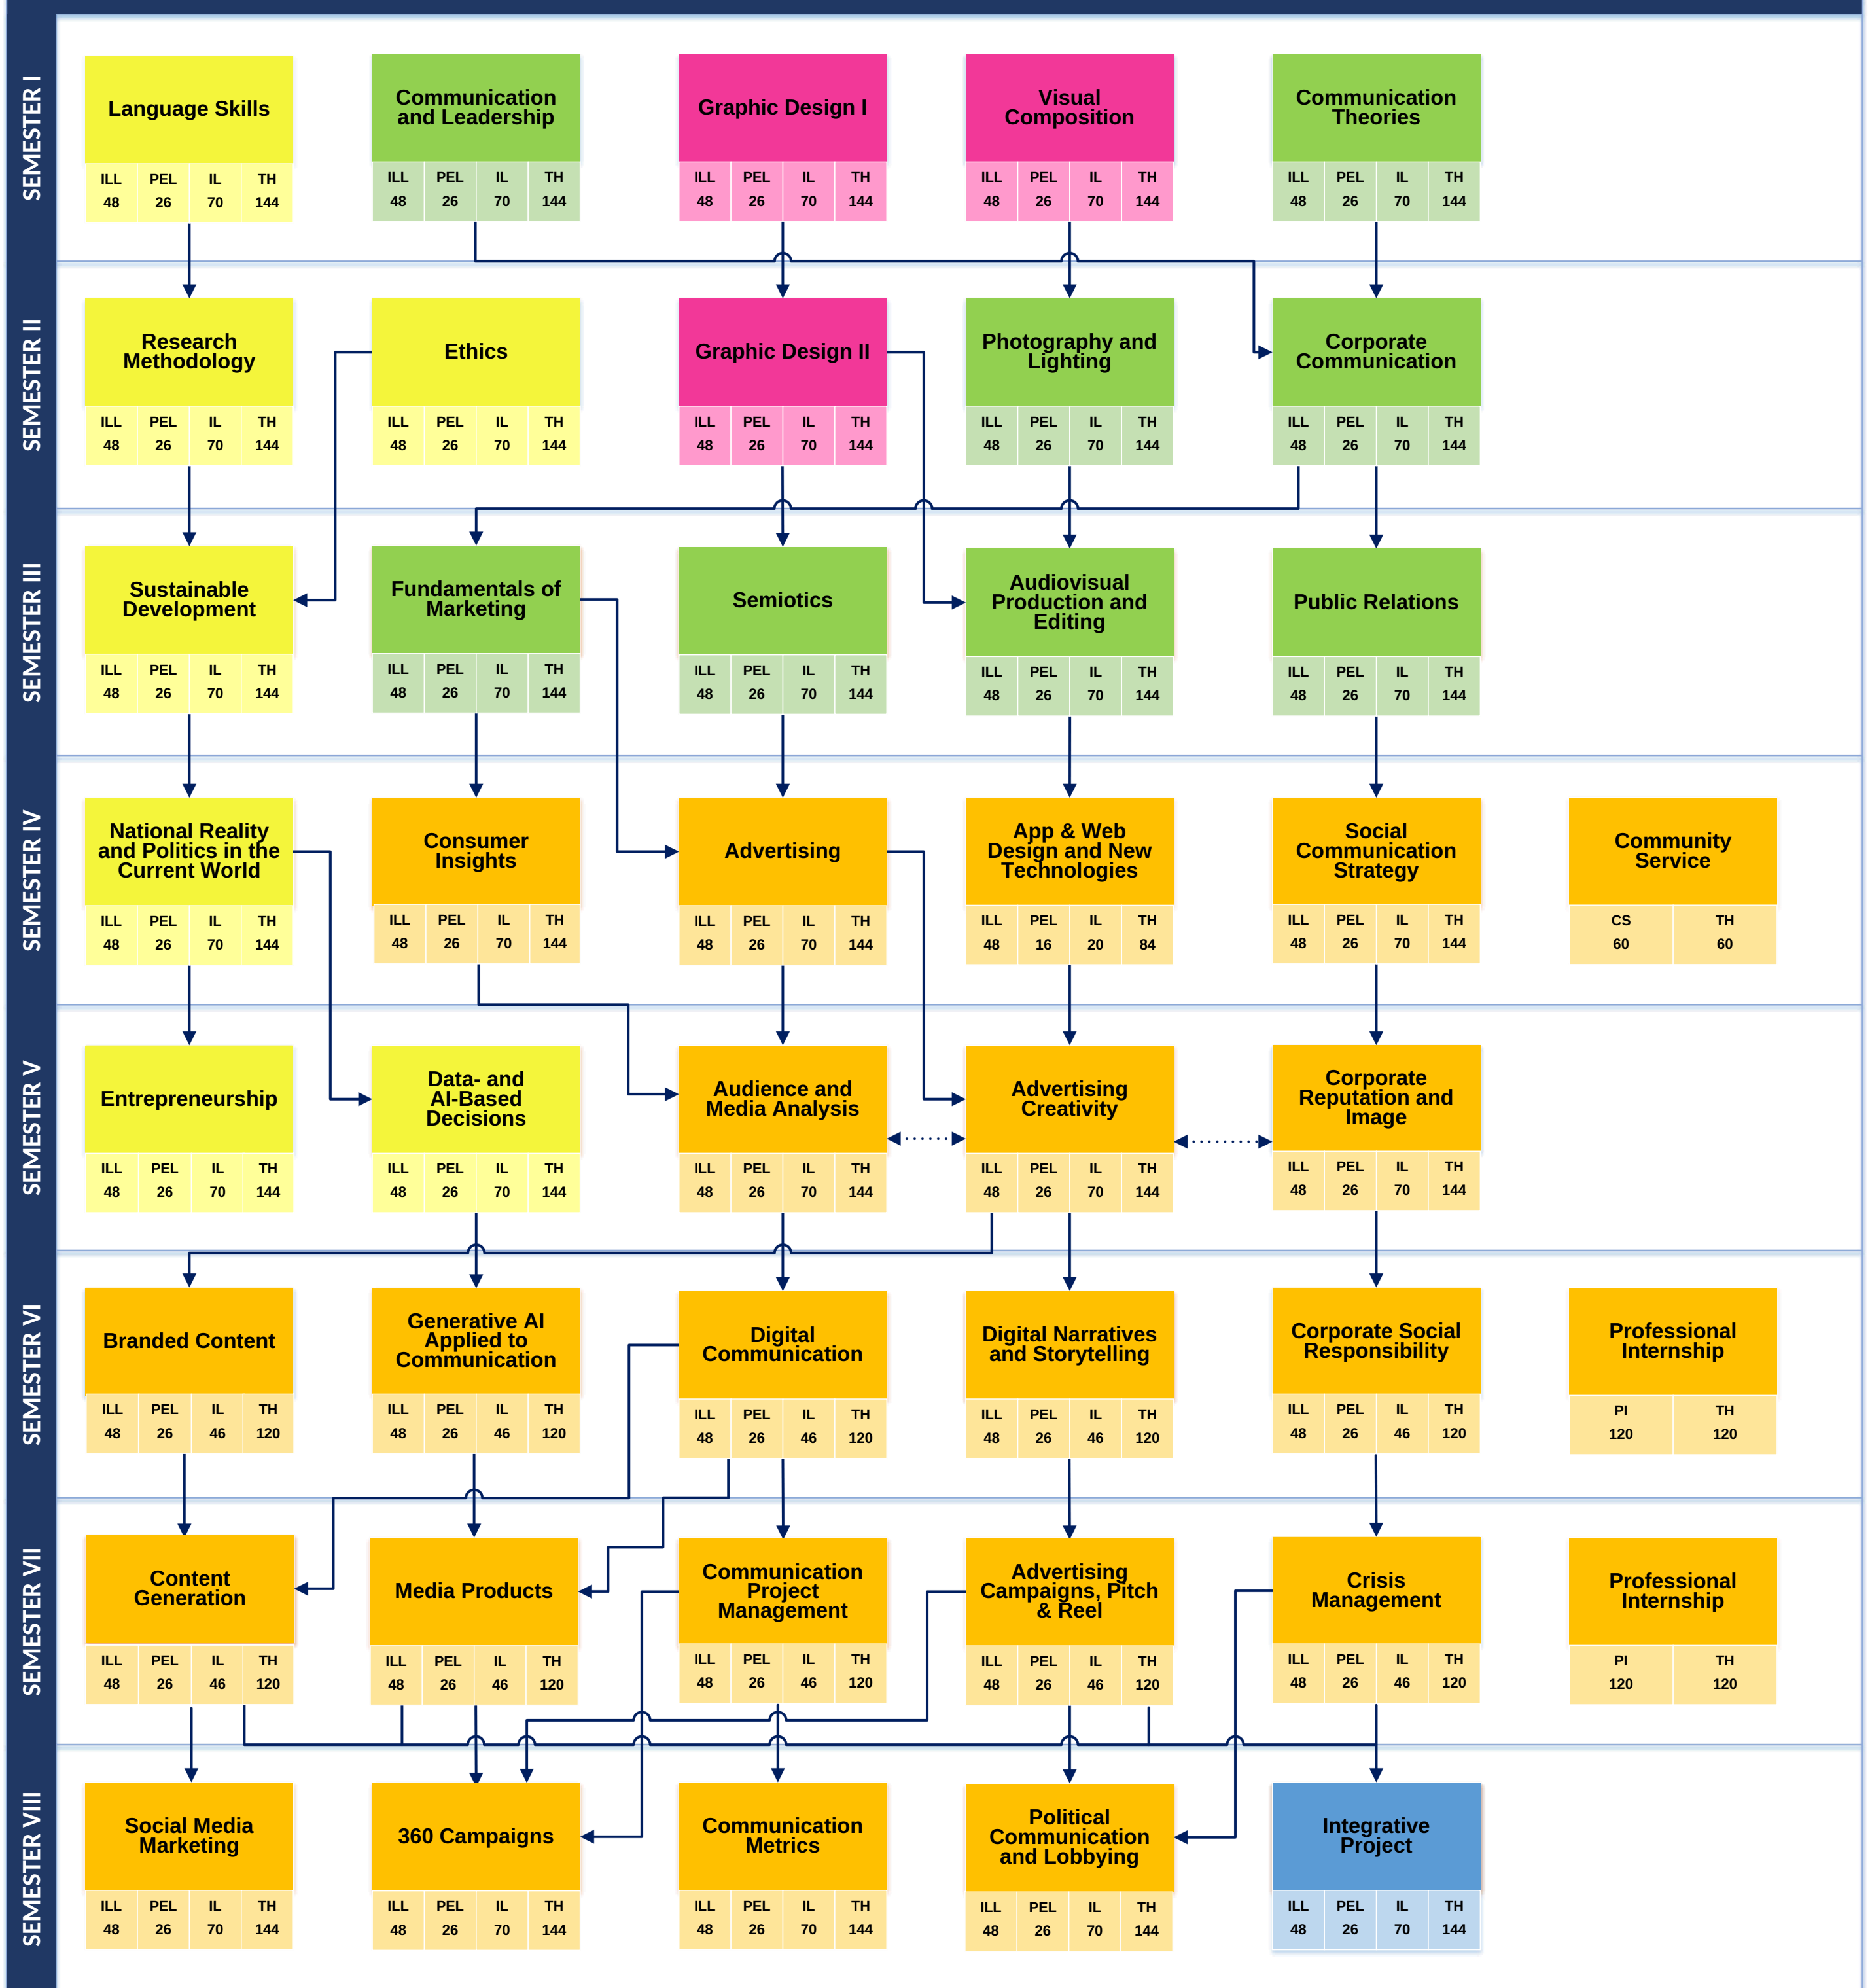 SEMESTER I
Language Skills
ILL PEL IL TH
48 26 70 144
Communication
and Leadership
ILL PEL IL TH
48 26 70 144
Graphic Design I
ILL PEL IL TH
48 26 70 144
Visual
Composition
ILL PEL IL TH
48 26 70 144
Communication
Theories
ILL PEL IL TH
48 26 70 144
SEMESTER II
Research
Methodology
ILL PEL IL TH
48 26 70 144
Ethics
ILL PEL IL TH
48 26 70 144
Graphic Design II
ILL PEL IL TH
48 26 70 144
Photography and
Lighting
ILL PEL IL TH
48 26 70 144
Corporate
Communication
ILL PEL IL TH
48 26 70 144
SEMESTER III
Sustainable
Development
ILL PEL IL TH
48 26 70 144
Fundamentals of
Marketing
ILL PEL IL TH
48 26 70 144
Semiotics
ILL PEL IL TH
48 26 70 144
Audiovisual
Production and
Editing
ILL PEL IL TH
48 26 70 144
Public Relations
ILL PEL IL TH
48 26 70 144
SEMESTER IV
National Reality
and Politics in the
Current World
ILL PEL IL TH
48 26 70 144
Consumer
Insights
ILL PEL IL TH
48 26 70 144
Advertising
ILL PEL IL TH
48 26 70 144
App & Web
Design and New
Technologies
ILL PEL IL TH
48 16 20 84
Social
Communication
Strategy
ILL PEL IL TH
48 26 70 144
Community
Service
CS TH
60 60
SEMESTER V
Entrepreneurship
ILL PEL IL TH
48 26 70 144
Data- and
AI-Based
Decisions
ILL PEL IL TH
48 26 70 144
Audience and
Media Analysis
ILL PEL IL TH
48 26 70 144
Advertising
Creativity
ILL PEL IL TH
48 26 70 144
Corporate
Reputation and
Image
ILL PEL IL TH
48 26 70 144
SEMESTER VI
Branded Content
ILL PEL IL TH
48 26 46 120
Generative AI
Applied to
Communication
ILL PEL IL TH
48 26 46 120
Digital
Communication
ILL PEL IL TH
48 26 46 120
Digital Narratives
and Storytelling
ILL PEL IL TH
48 26 46 120
Corporate Social
Responsibility
ILL PEL IL TH
48 26 46 120
Professional
Internship
PI TH
120 120
SEMESTER VII
Content
Generation
ILL PEL IL TH
48 26 46 120
Media Products
ILL PEL IL TH
48 26 46 120
Communication
Project
Management
ILL PEL IL TH
48 26 46 120
Advertising
Campaigns, Pitch
& Reel
ILL PEL IL TH
48 26 46 120
Crisis
Management
ILL PEL IL TH
48 26 46 120
Professional
Internship
PI TH
120 120
SEMESTER VIII
Social Media
Marketing
ILL PEL IL TH
48 26 70 144
360 Campaigns
ILL PEL IL TH
48 26 70 144
Communication
Metrics
ILL PEL IL TH
48 26 70 144
Political
Communication
and Lobbying
ILL PEL IL TH
48 26 70 144
Integrative
Project
ILL PEL IL TH
48 26 70 144